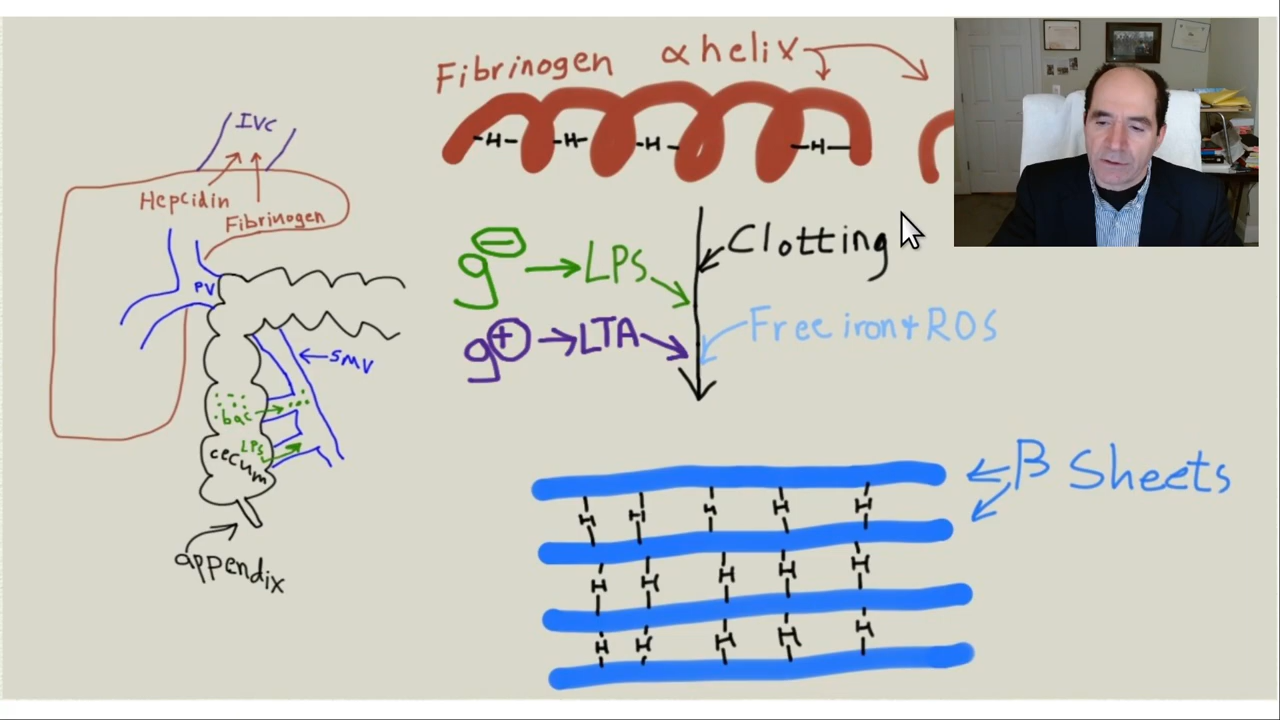 Fibrinogen α helix
-H- -H- -H- -H-
IVC
Hepcidin
Fibrinogen
PV
SMV
bac
LPS
cecum
appendix
g⊖ → LPS
Clotting
g⊕ → LTA
Free iron + ROS
β Sheets
H H H H H
H H H H H
H H H H H